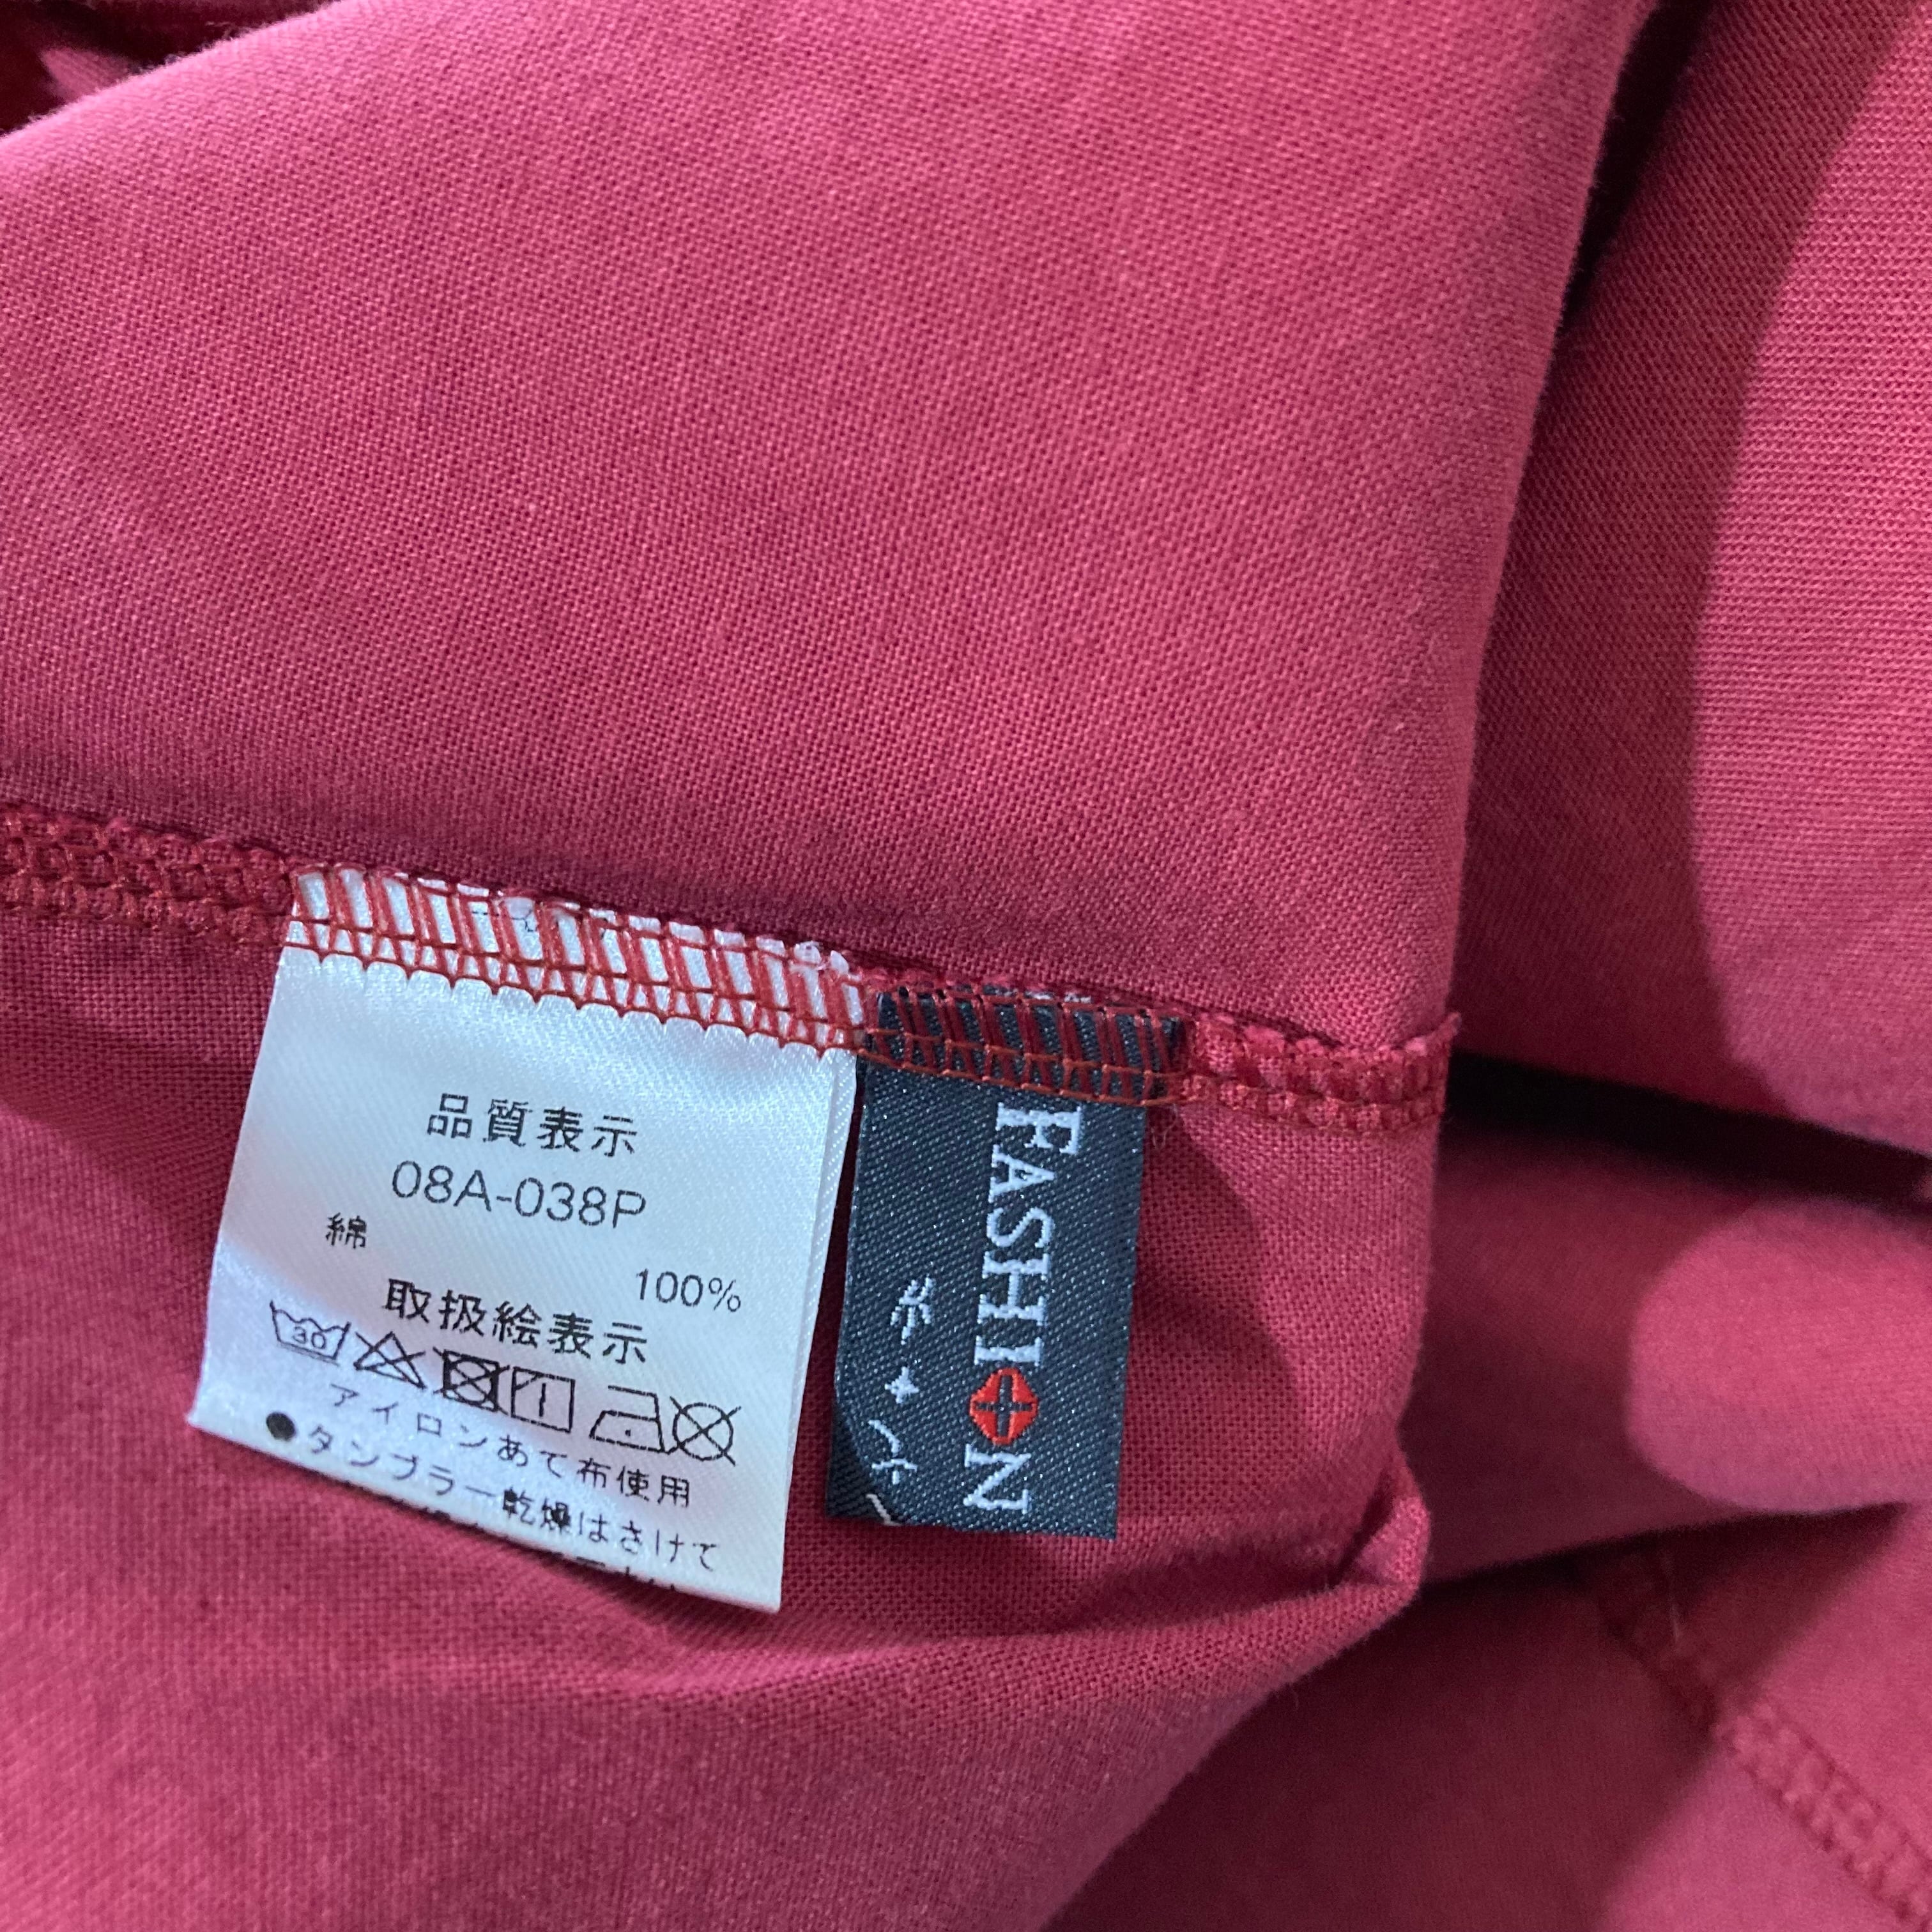 品質表示
08A-038P
綿
100%
取扱絵表示
30
アイロンあて布使用
●タンブラー乾燥はさけて
FASHION